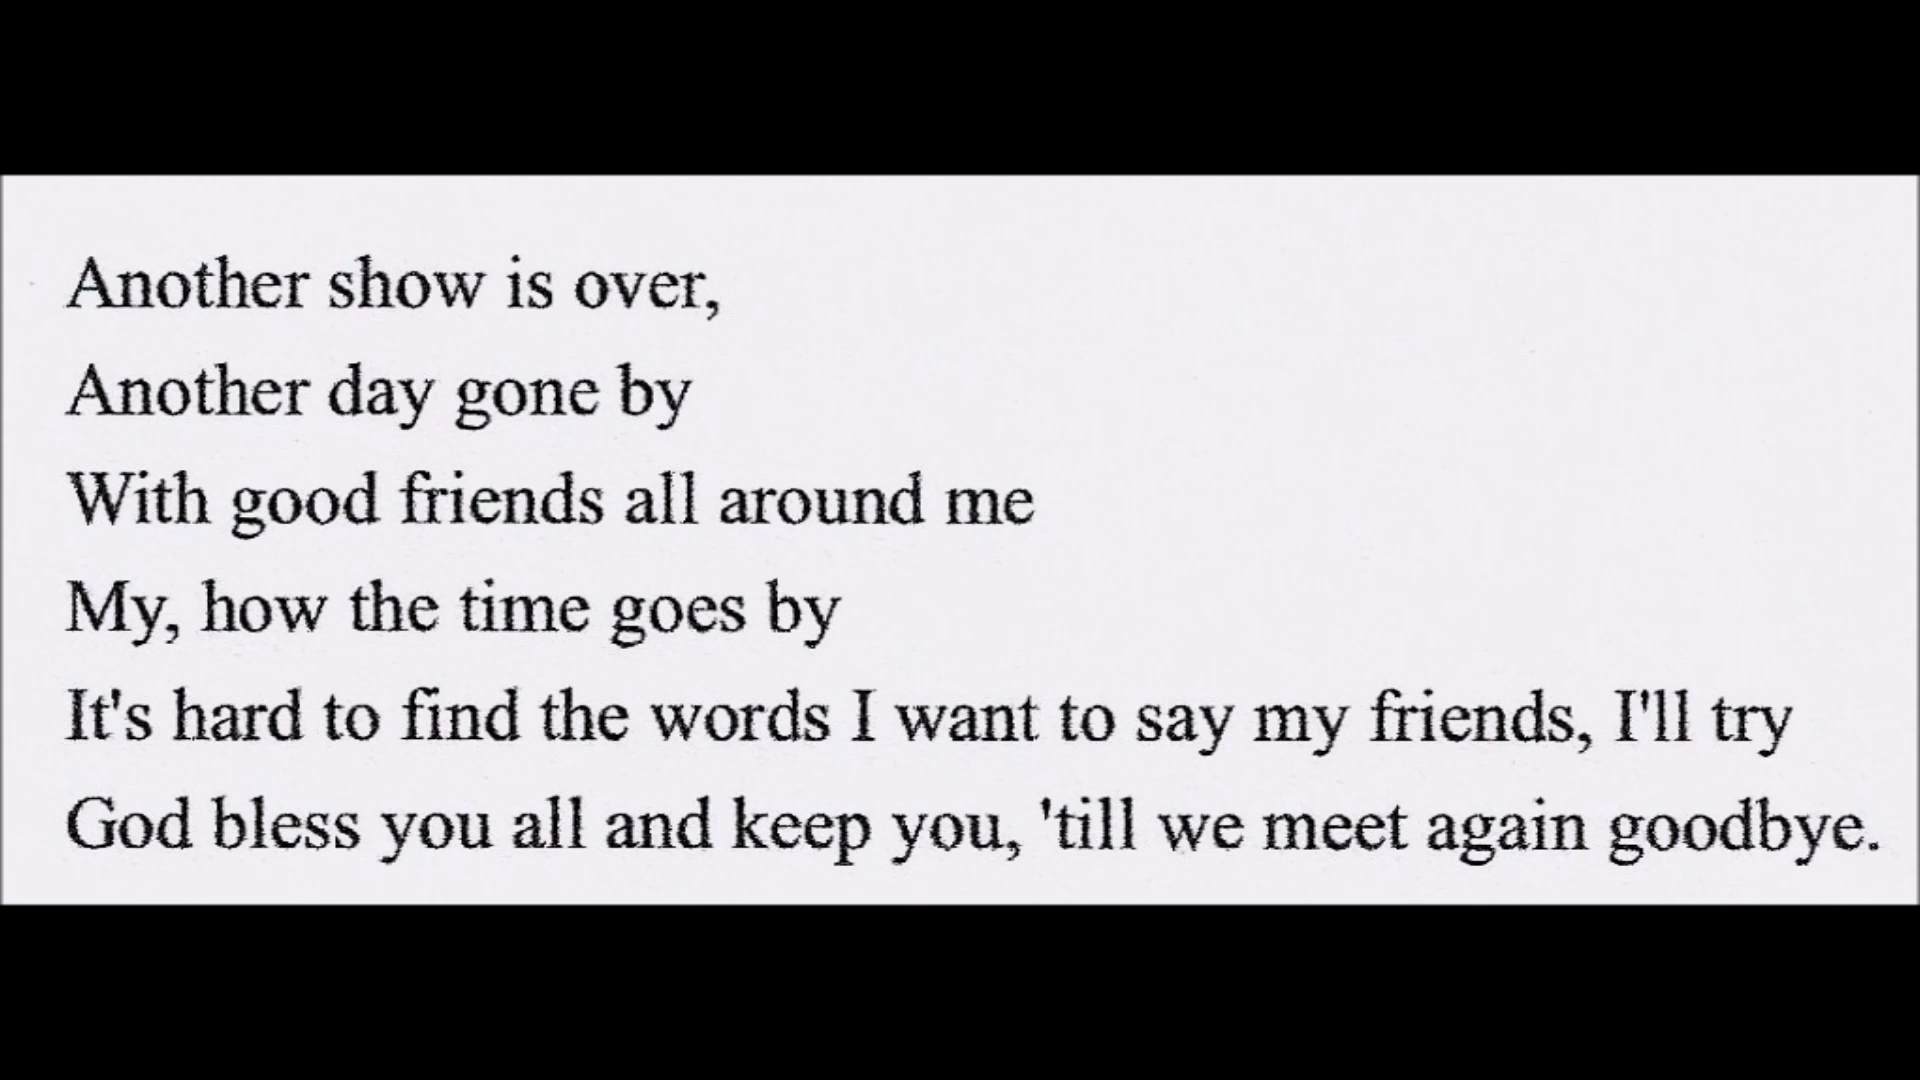 Another show is over,
Another day gone by
With good friends all around me
My, how the time goes by
It's hard to find the words I want to say my friends, I'll try
God bless you all and keep you, 'till we meet again goodbye.